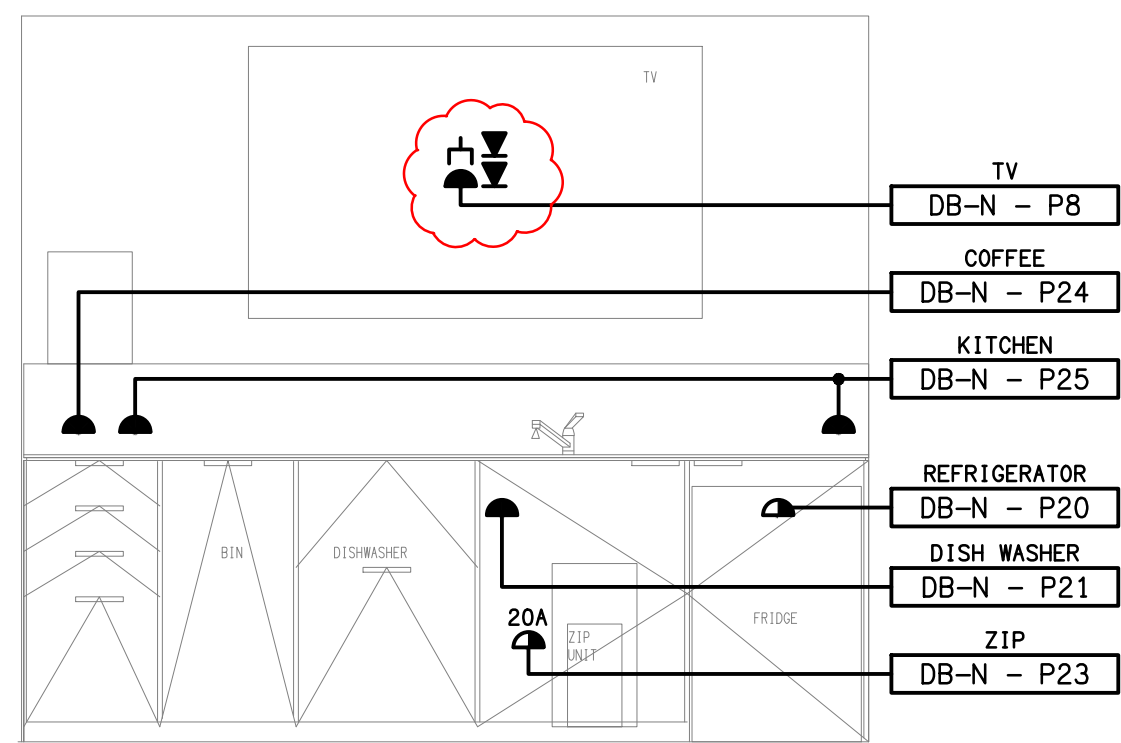 TV
TV
DB-N - P8
COFFEE
DB-N - P24
KITCHEN
DB-N - P25
REFRIGERATOR
DB-N - P20
BIN
DISHWASHER
DISH WASHER
DB-N - P21
20A
FRIDGE
ZIP
UNIT
ZIP
DB-N - P23